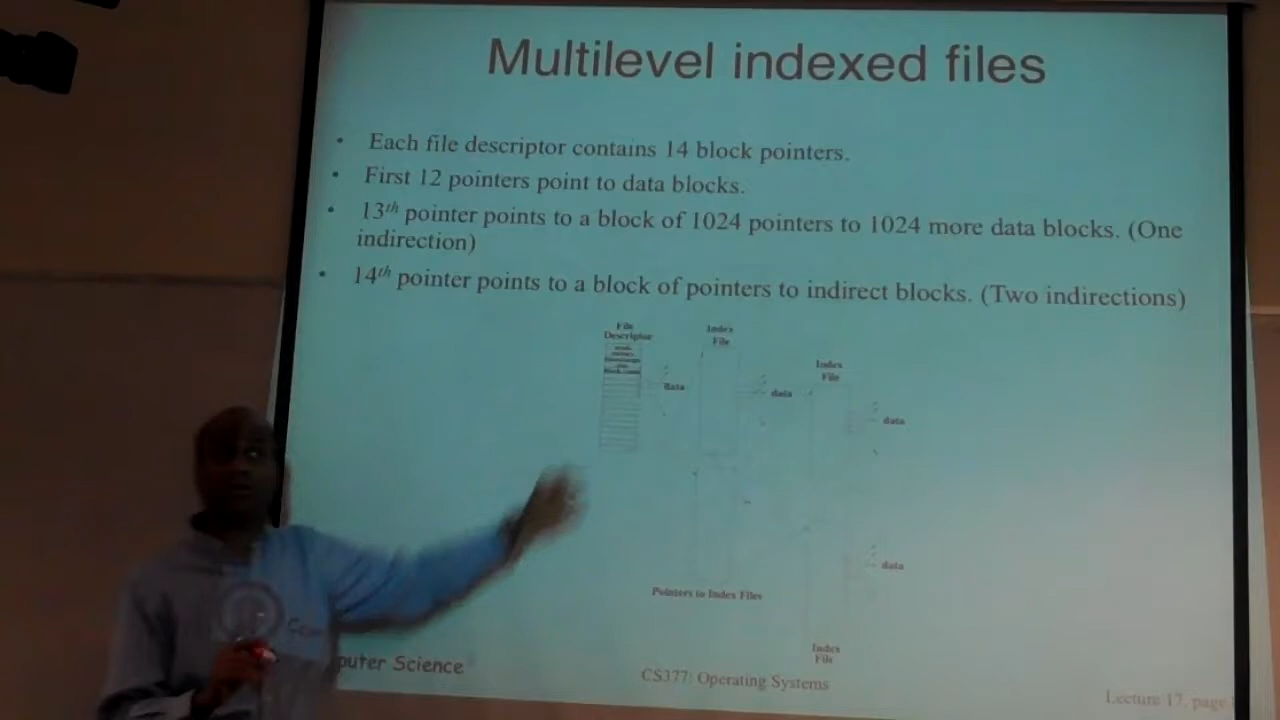 Multilevel indexed files
• Each file descriptor contains 14 block pointers.
• First 12 pointers point to data blocks.
• 13th pointer points to a block of 1024 pointers to 1024 more data blocks. (One
indirection)
• 14th pointer points to a block of pointers to indirect blocks. (Two indirections)
File
Descriptor
Index
File
data
data
Index
File
data
data
Pointers to Index Files
Index
File
puter Science
CS377: Operating Systems
Lecture 17, page